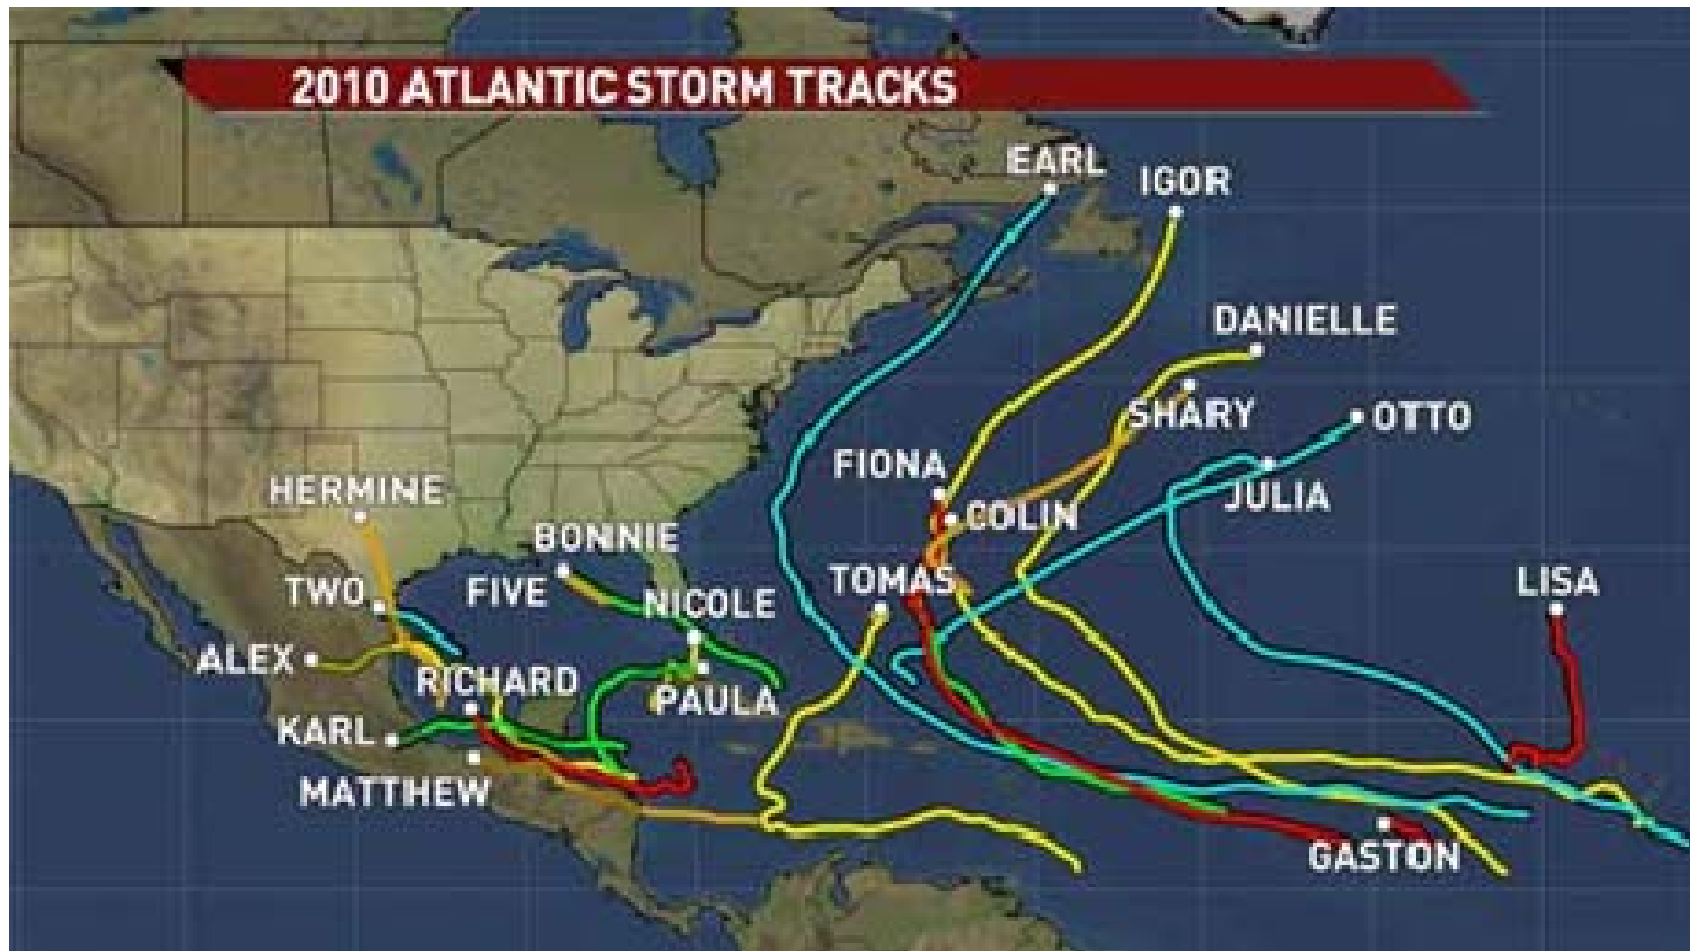 2010 ATLANTIC STORM TRACKS
EARL
IGOR
DANIELLE
SHARY
OTTO
FIONA
HERMINE
JULIA
COLIN
BONNIE
TOMAS
LISA
TWO
FIVE
NICOLE
ALEX
RICHARD
PAULA
KARL
MATTHEW
GASTON